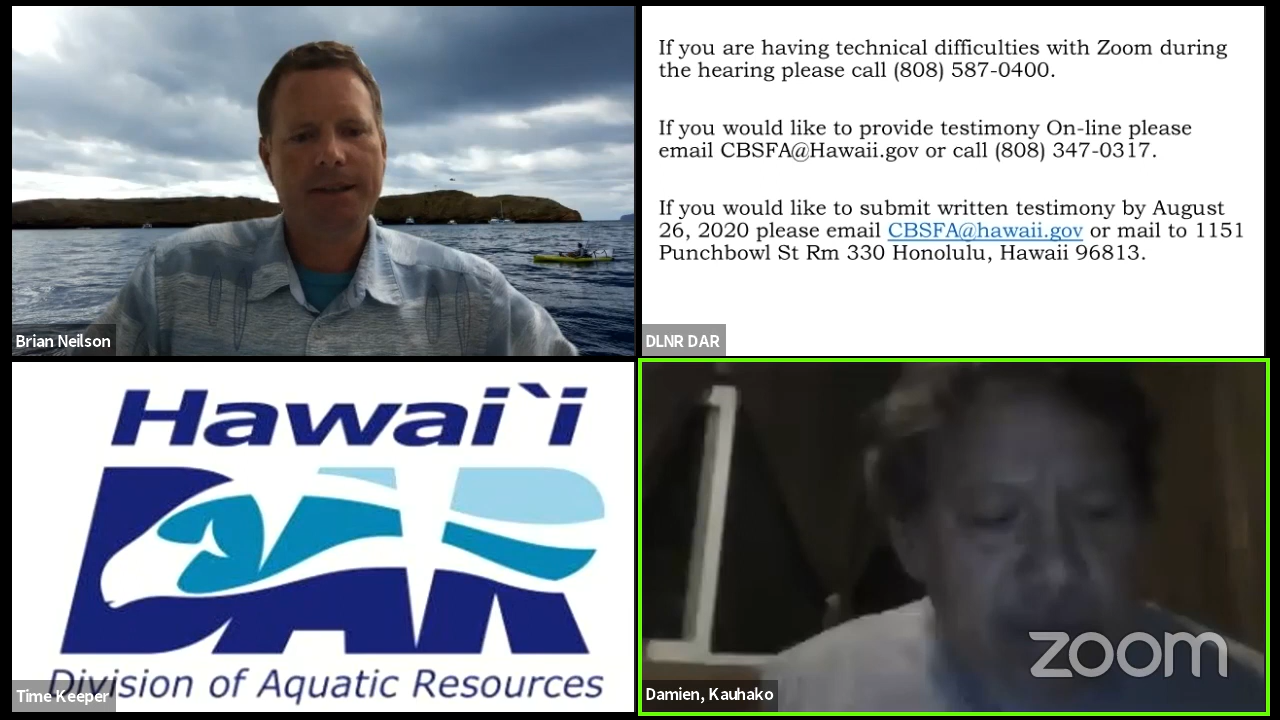 If you are having technical difficulties with Zoom during
the hearing please call (808) 587-0400.
If you would like to provide testimony On-line please
email CBSFA@Hawaii.gov or call (808) 347-0317.
If you would like to submit written testimony by August
26, 2020 please email CBSFA@hawaii.gov or mail to 1151
Punchbowl St Rm 330 Honolulu, Hawaii 96813.
Brian Neilson
DLNR DAR
Hawai`i
DAR
Division of Aquatic Resources
Time Keeper
zoom
Damien, Kauhako